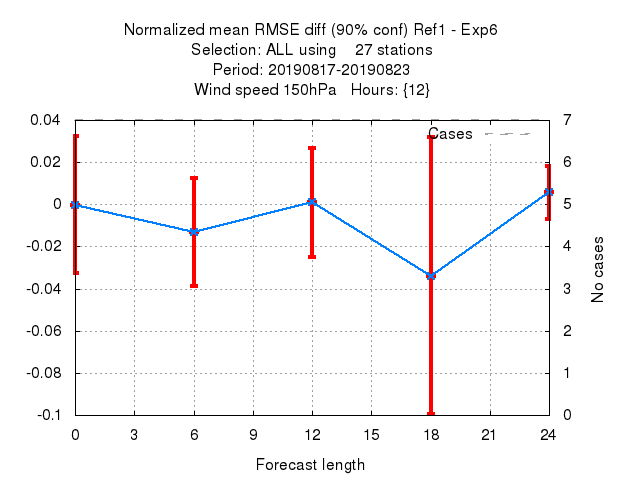 Normalized mean RMSE diff (90% conf) Ref1 - Exp6
Selection: ALL using 27 stations
Period: 20190817-20190823
Wind speed 150hPa Hours: {12}
Cases
0.04
0.02
0
-0.02
-0.04
-0.06
-0.08
-0.1
7
6
5
4
3
2
1
0
No cases
0 3 6 9 12 15 18 21 24
Forecast length